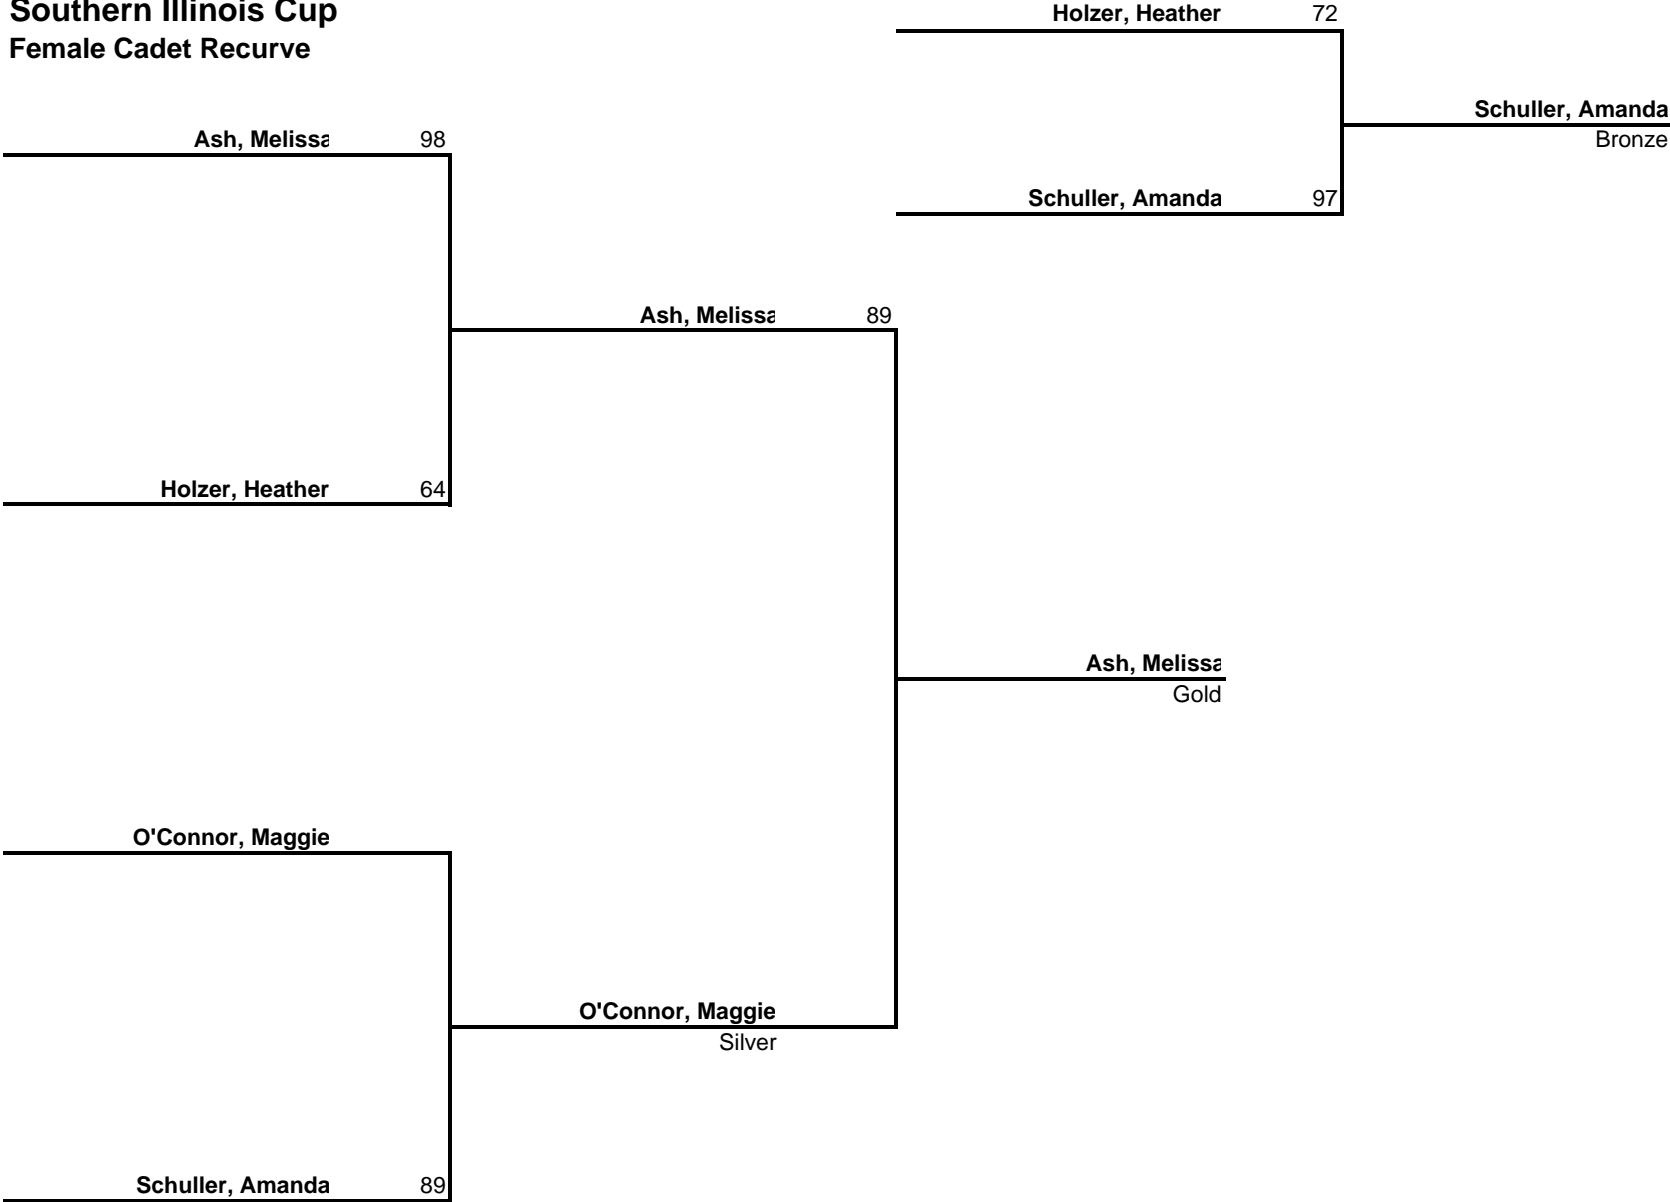 Southern Illinois Cup
Female Cadet Recurve
Holzer, Heather 72
Schuller, Amanda
Bronze
Ash, Melissa 98
Schuller, Amanda 97
Ash, Melissa 89
Holzer, Heather 64
Ash, Melissa
Gold
O'Connor, Maggie
O'Connor, Maggie
Silver
Schuller, Amanda 89